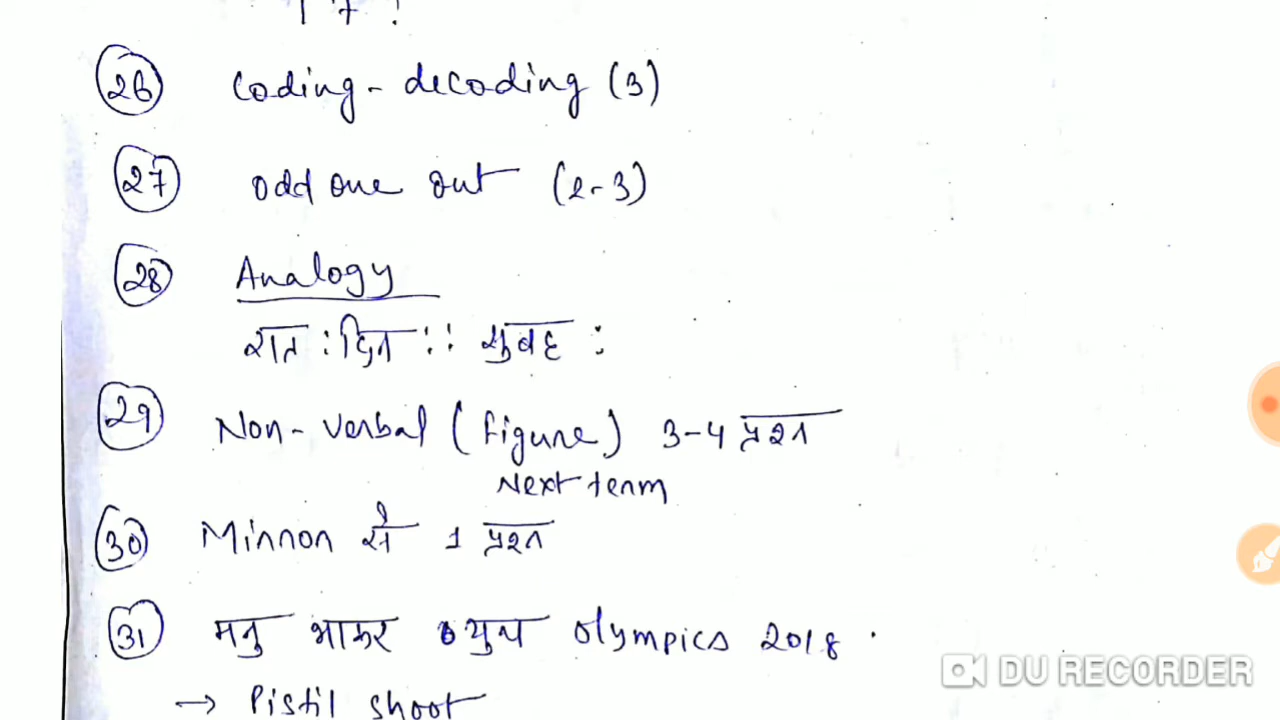 26 Coding - decoding (3)
27 odd one out (2-3)
28 Analogy
रात : दिन :: सुबह :
29 Non-verbal (figure) 3-4 प्रश्न
Next term
30 Mirror से 1 प्रश्न
31 मनु भाकर युथ Olympics 2018.
→ Pistil shoot
DU RECORDER